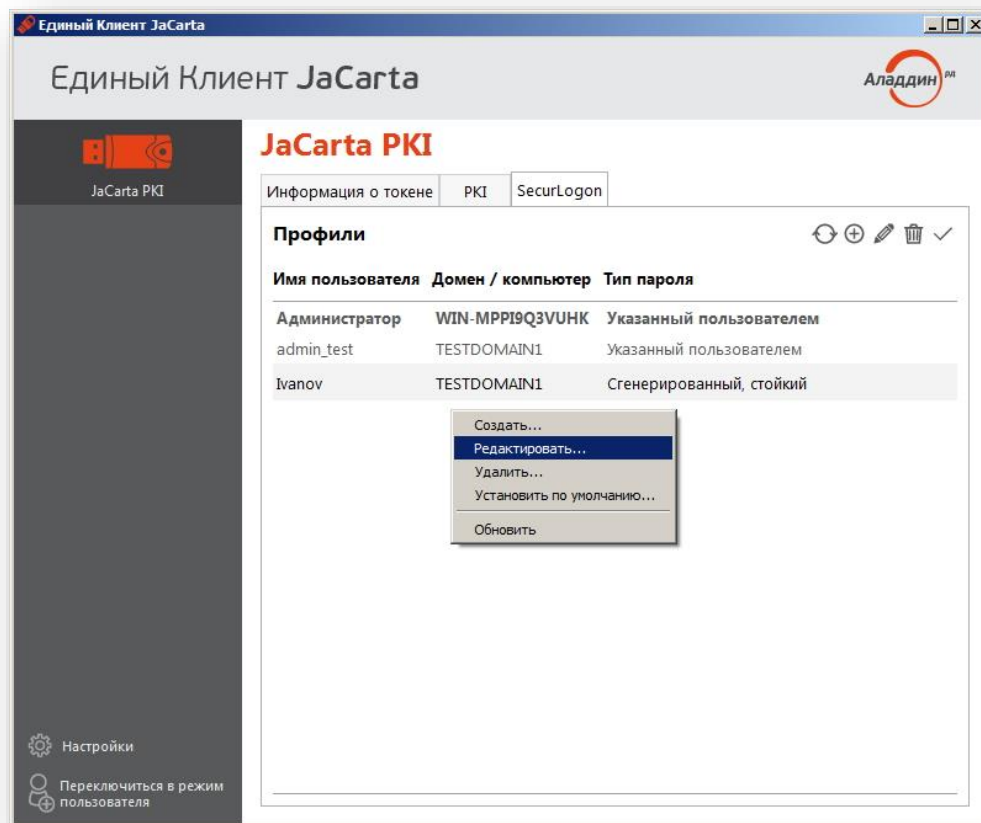 Единый Клиент JaCarta
Единый Клиент JaCarta
Аладдин РД
JaCarta PKI
JaCarta PKI
Информация о токене PKI SecurLogon
Профили
Имя пользователя Домен / компьютер Тип пароля
Администратор WIN-MPPI9Q3VUHK Указанный пользователем
admin_test TESTDOMAIN1 Указанный пользователем
Ivanov TESTDOMAIN1 Сгенерированный, стойкий
Создать...
Редактировать...
Удалить...
Установить по умолчанию...
Обновить
Настройки
Переключиться в режим
пользователя